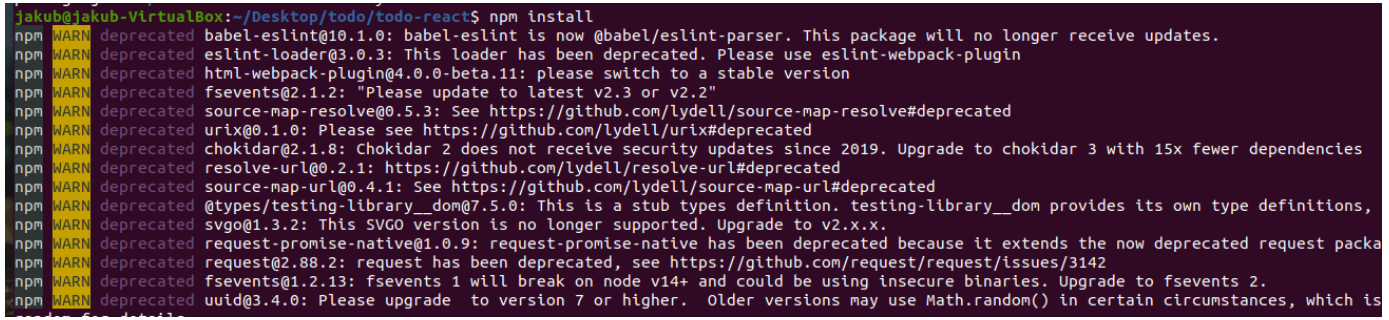 jakub@jakub-VirtualBox:~/Desktop/todo/todo-react$ npm install
npm WARN deprecated babel-eslint@10.1.0: babel-eslint is now @babel/eslint-parser. This package will no longer receive updates.
npm WARN deprecated eslint-loader@3.0.3: This loader has been deprecated. Please use eslint-webpack-plugin
npm WARN deprecated html-webpack-plugin@4.0.0-beta.11: please switch to a stable version
npm WARN deprecated fsevents@2.1.2: "Please update to latest v2.3 or v2.2"
npm WARN deprecated source-map-resolve@0.5.3: See https://github.com/lydell/source-map-resolve#deprecated
npm WARN deprecated urix@0.1.0: Please see https://github.com/lydell/urix#deprecated
npm WARN deprecated chokidar@2.1.8: Chokidar 2 does not receive security updates since 2019. Upgrade to chokidar 3 with 15x fewer dependencies
npm WARN deprecated resolve-url@0.2.1: https://github.com/lydell/resolve-url#deprecated
npm WARN deprecated source-map-url@0.4.1: See https://github.com/lydell/source-map-url#deprecated
npm WARN deprecated @types/testing-library__dom@7.5.0: This is a stub types definition. testing-library__dom provides its own type definitions,
npm WARN deprecated svgo@1.3.2: This SVGO version is no longer supported. Upgrade to v2.x.x.
npm WARN deprecated request-promise-native@1.0.9: request-promise-native has been deprecated because it extends the now deprecated request packa
npm WARN deprecated request@2.88.2: request has been deprecated, see https://github.com/request/request/issues/3142
npm WARN deprecated fsevents@1.2.13: fsevents 1 will break on node v14+ and could be using insecure binaries. Upgrade to fsevents 2.
npm WARN deprecated uuid@3.4.0: Please upgrade  to version 7 or higher.  Older versions may use Math.random() in certain circumstances, which is